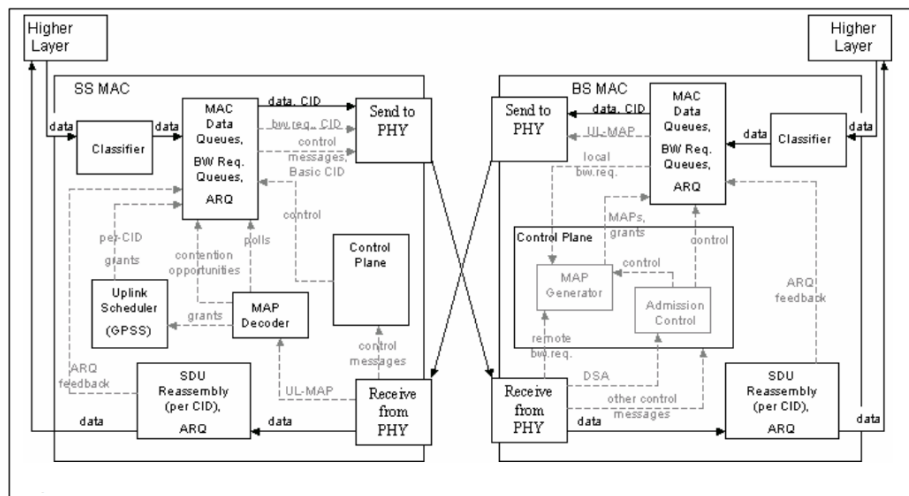 Higher
Layer
Higher
Layer
SS MAC
data
Classifier
data
MAC
Data
Queues,
BW Req.
Queues,
ARQ
data, CID
bw.req. CID
control
messages,
Basic CID
Send to
PHY
control
per-CID
grants
contention
opportunities
polls
Control
Plane
Uplink
Scheduler
(GPSS)
grants
MAP
Decoder
ARQ
feedback
UL-MAP
control
messages
SDU
Reassembly
(per CID),
ARQ
data
data
Receive
from
PHY
BS MAC
Send to
PHY
data, CID
UL-MAP
local
bw.req.
MAC
Data
Queues,
BW Req.
Queues,
ARQ
data
Classifier
data
MAPs,
grants
control
Control Plane
MAP
Generator
control
Admission
Control
ARQ
feedback
remote
bw.req.
DSA
other control
messages
Receive
from
PHY
data
SDU
Reassembly
(per CID),
ARQ
data